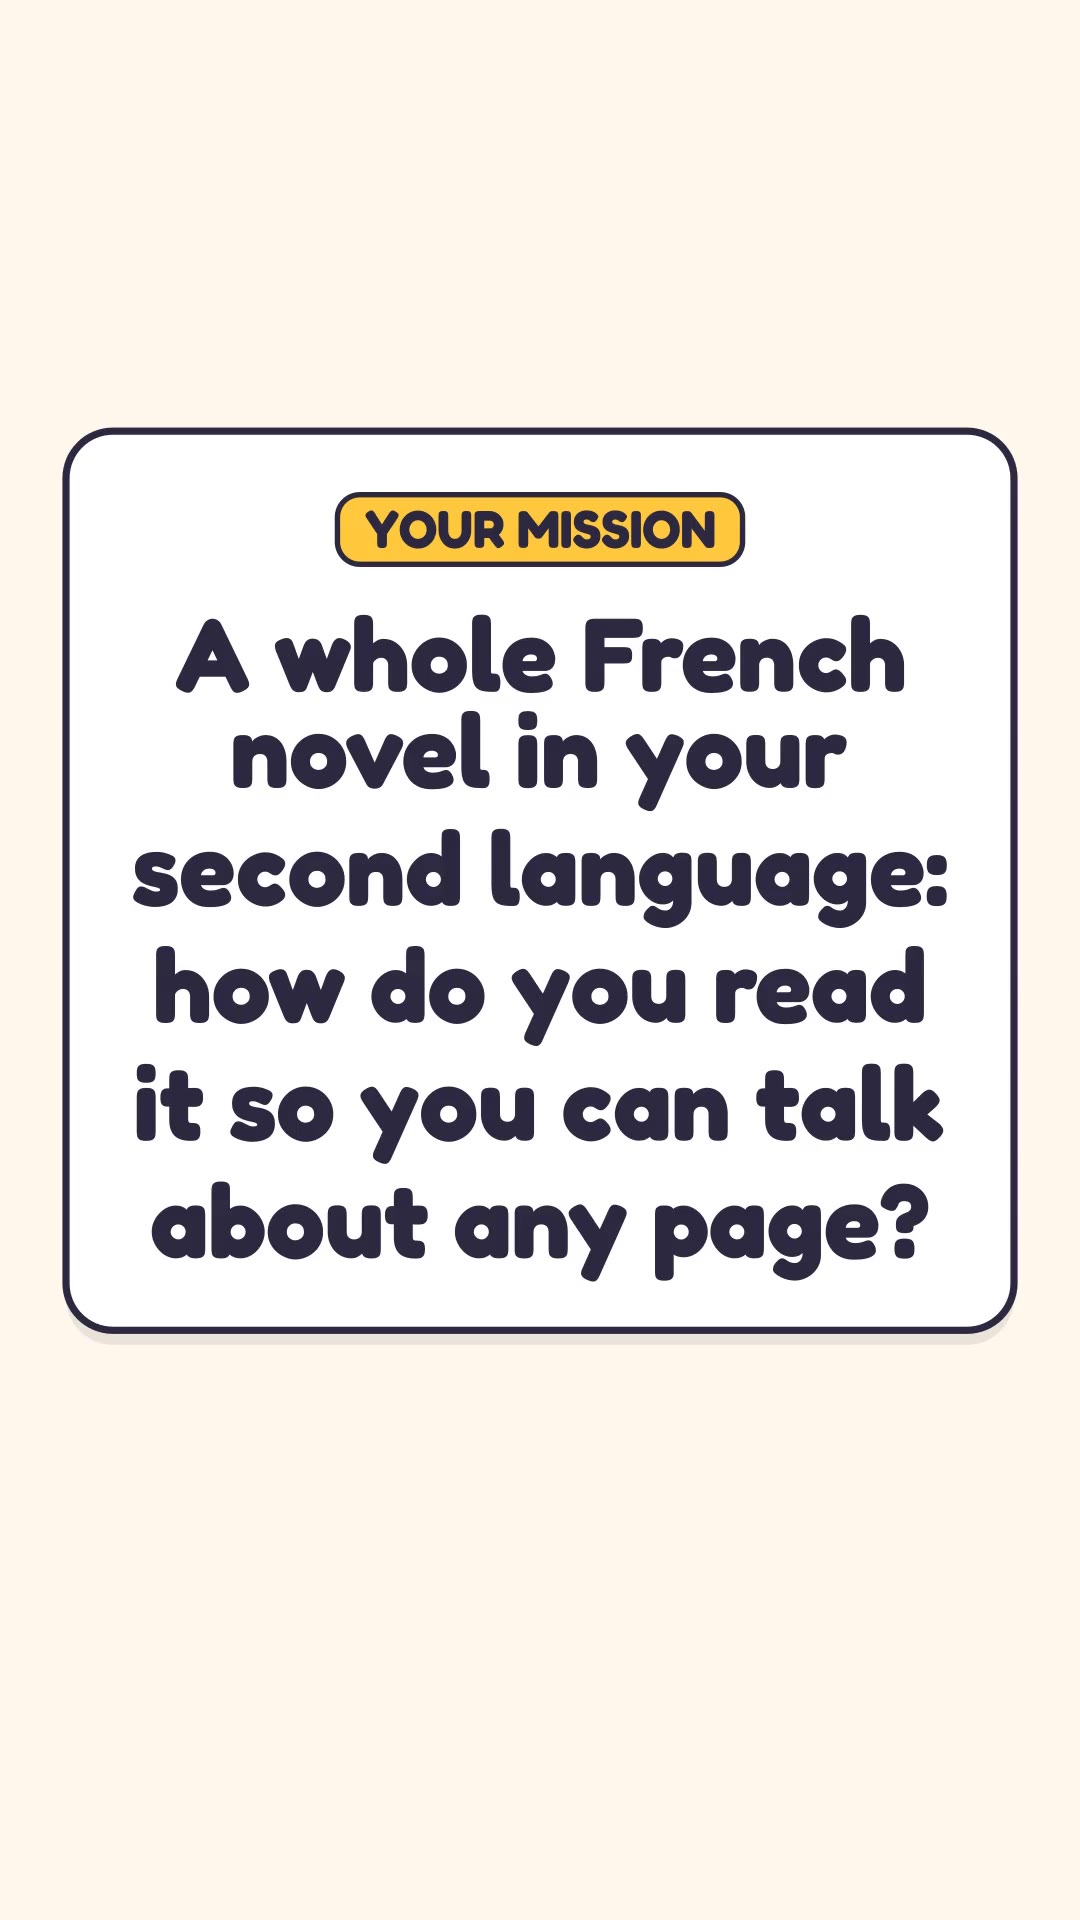 YOUR MISSION
A whole French
novel in your
second language:
how do you read
it so you can talk
about any page?